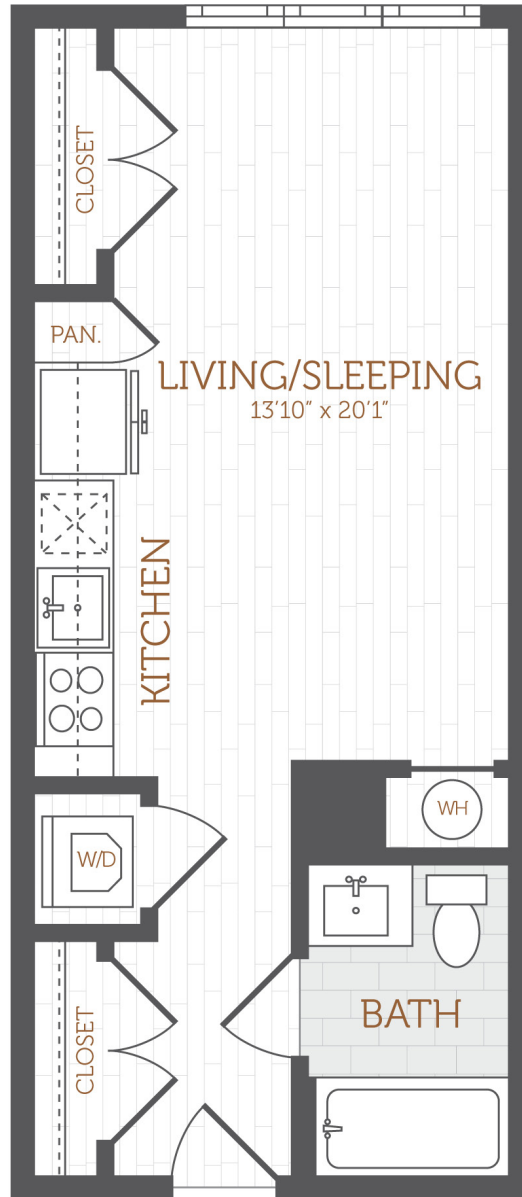 CLOSET
PAN.
LIVING/SLEEPING
13'10" x 20'1"
KITCHEN
WH
W/D
BATH
CLOSET